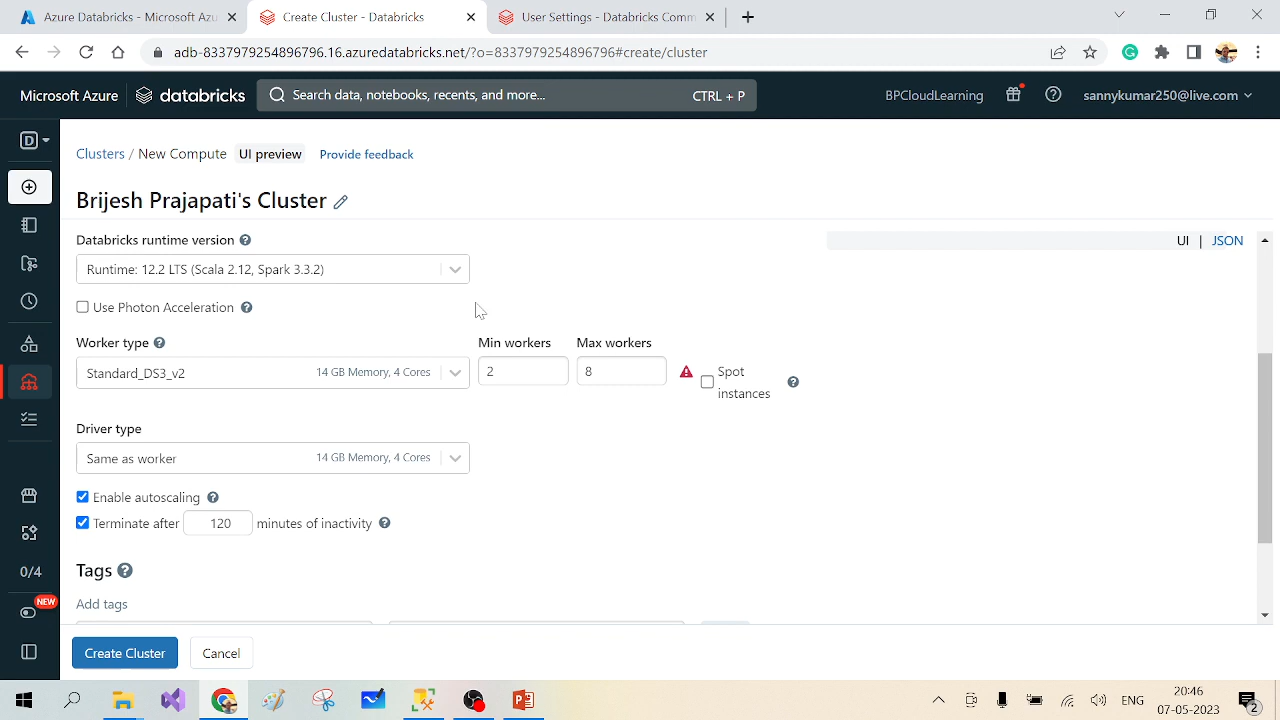 Azure Databricks - Microsoft Azu
Create Cluster - Databricks
User Settings - Databricks Comm
adb-8337979254896796.16.azuredatabricks.net/?o=8337979254896796#create/cluster
Microsoft Azure
databricks
Search data, notebooks, recents, and more...
CTRL + P
BPCloudLearning
sannykumar250@live.com
D
Clusters / New Compute
UI preview
Provide feedback
Brijesh Prajapati's Cluster
Databricks runtime version
UI | JSON
Runtime: 12.2 LTS (Scala 2.12, Spark 3.3.2)
Use Photon Acceleration
Worker type
Min workers
Max workers
Standard_DS3_v2
14 GB Memory, 4 Cores
2
8
Spot
instances
Driver type
Same as worker
14 GB Memory, 4 Cores
Enable autoscaling
Terminate after 120 minutes of inactivity
Tags
0/4
Add tags
NEW
Create Cluster
Cancel
ENG
20:46
07-05-2023
2